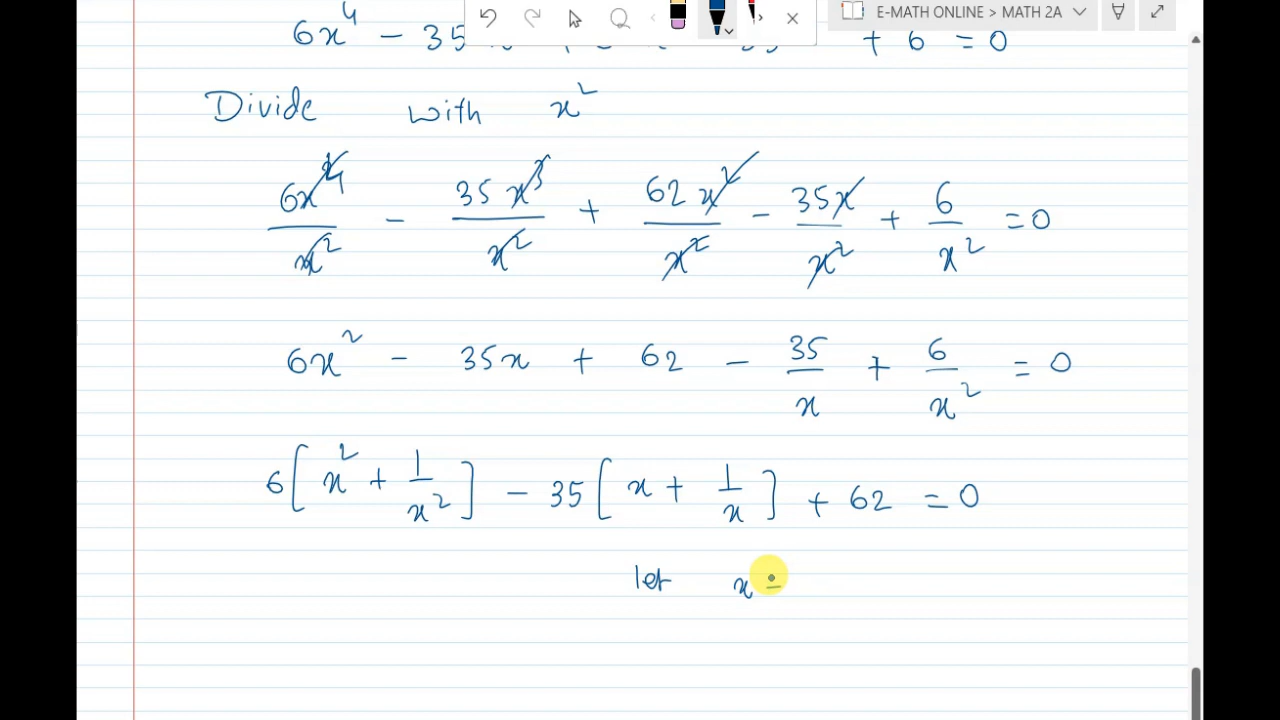 E-MATH ONLINE > MATH 2A
6x⁴ - 35 + 6 = 0
Divide with x²
6x⁴/x² - 35x³/x² + 62x²/x² - 35x/x² + 6/x² = 0
6x² - 35x + 62 - 35/x + 6/x² = 0
6[x² + 1/x²] - 35[x + 1/x] + 62 = 0
let x